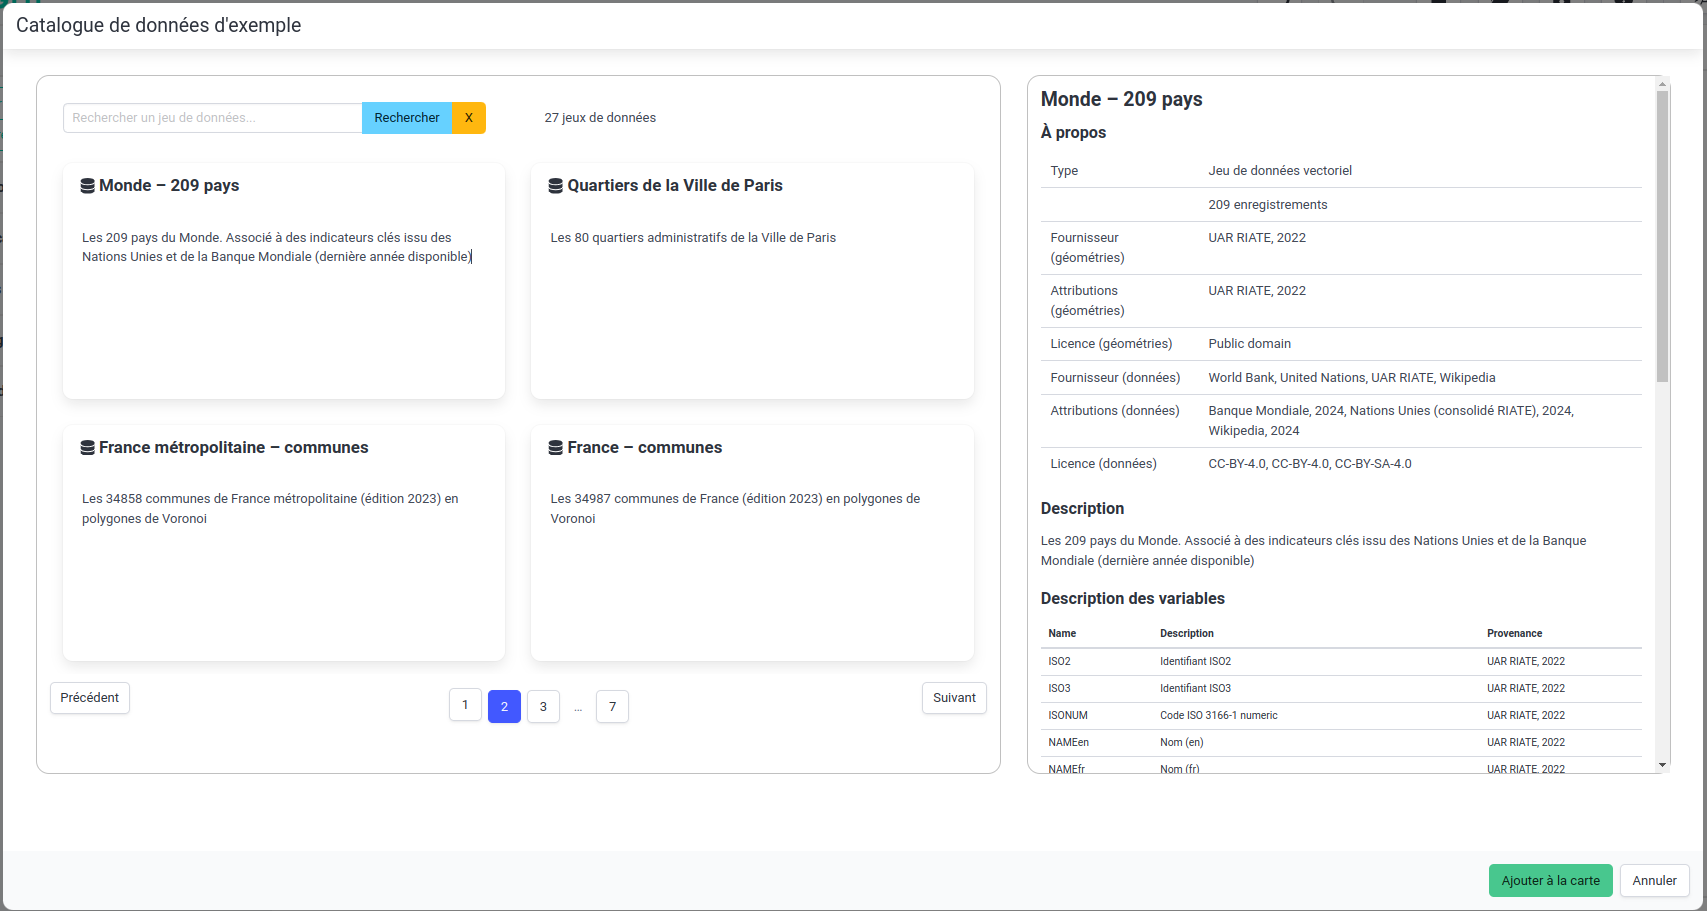 Catalogue de données d'exemple
Rechercher un jeu de données...
Rechercher
X
27 jeux de données
Monde – 209 pays
Les 209 pays du Monde. Associé à des indicateurs clés issu des
Nations Unies et de la Banque Mondiale (dernière année disponible)
Quartiers de la Ville de Paris
Les 80 quartiers administratifs de la Ville de Paris
France métropolitaine – communes
Les 34858 communes de France métropolitaine (édition 2023) en
polygones de Voronoi
France – communes
Les 34987 communes de France (édition 2023) en polygones de
Voronoi
Précédent
1
2
3
...
7
Suivant
Monde – 209 pays
À propos
Type Jeu de données vectoriel
209 enregistrements
Fournisseur
(géométries)
UAR RIATE, 2022
Attributions
(géométries)
UAR RIATE, 2022
Licence (géométries) Public domain
Fournisseur (données) World Bank, United Nations, UAR RIATE, Wikipedia
Attributions (données) Banque Mondiale, 2024, Nations Unies (consolidé RIATE), 2024,
Wikipedia, 2024
Licence (données) CC-BY-4.0, CC-BY-4.0, CC-BY-SA-4.0
Description
Les 209 pays du Monde. Associé à des indicateurs clés issu des Nations Unies et de la Banque
Mondiale (dernière année disponible)
Description des variables
Name Description Provenance
ISO2 Identifiant ISO2 UAR RIATE, 2022
ISO3 Identifiant ISO3 UAR RIATE, 2022
ISONUM Code ISO 3166-1 numeric UAR RIATE, 2022
NAMEen Nom (en) UAR RIATE, 2022
NAMEfr Nom (fr) UAR RIATE, 2022
Ajouter à la carte
Annuler